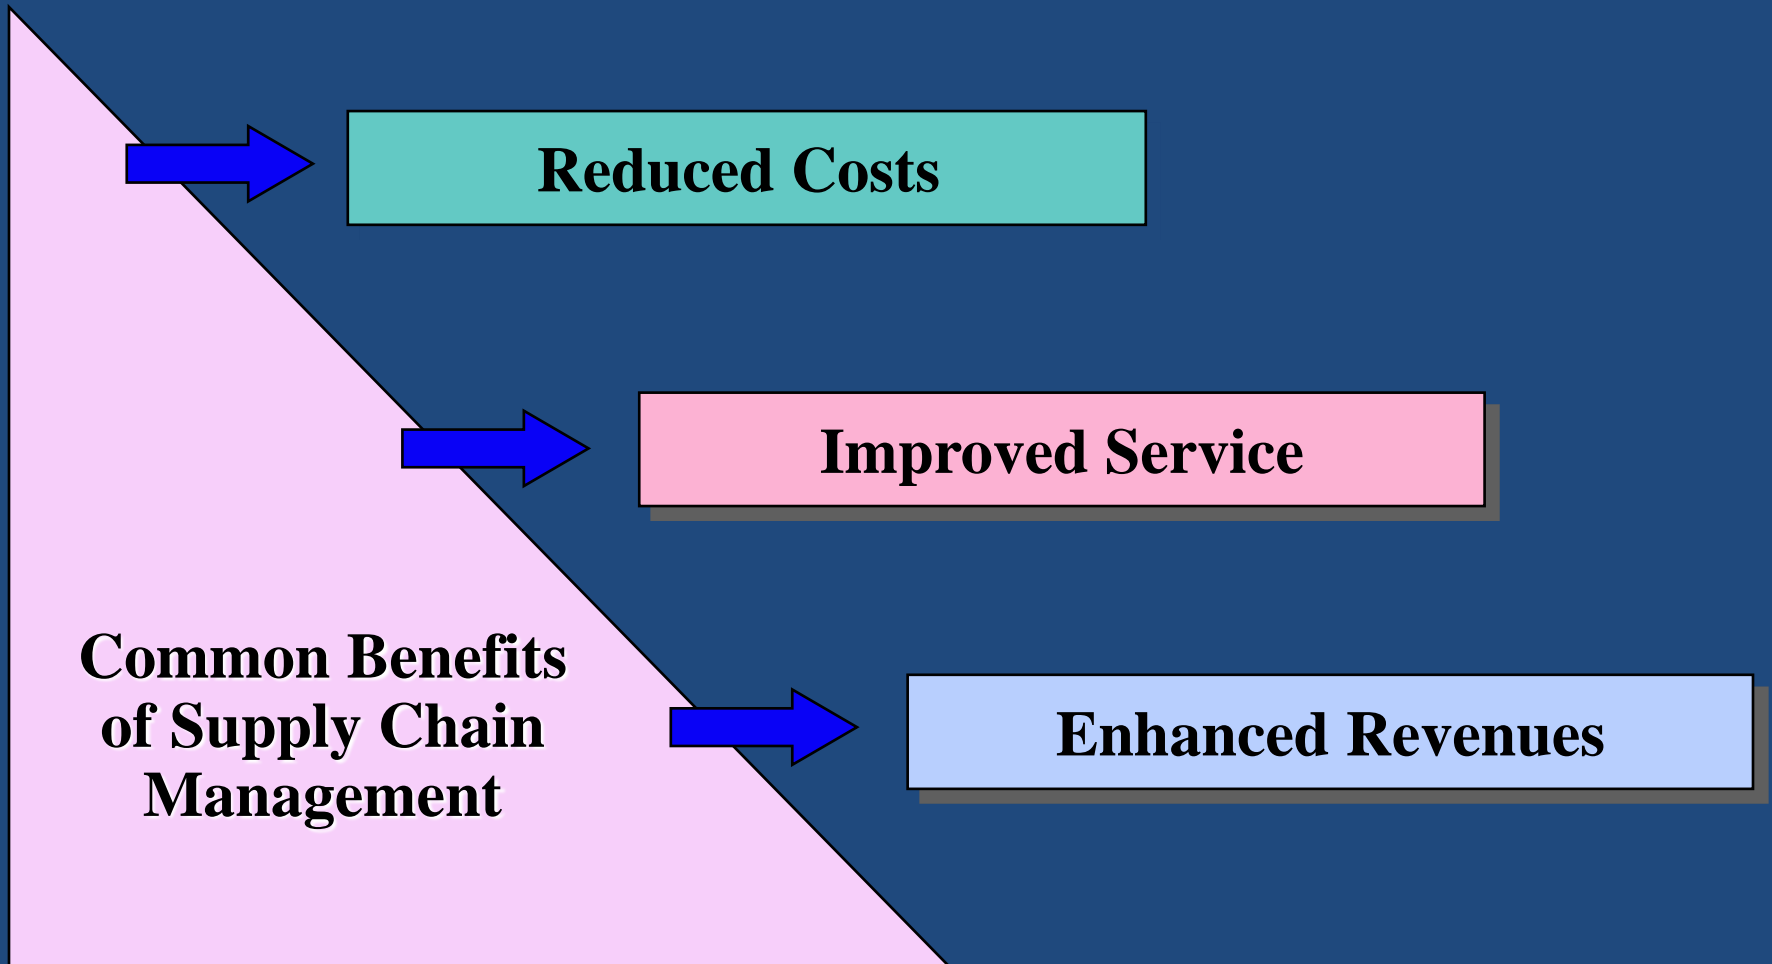 Reduced Costs
Improved Service
Common Benefits
of Supply Chain
Management
Enhanced Revenues